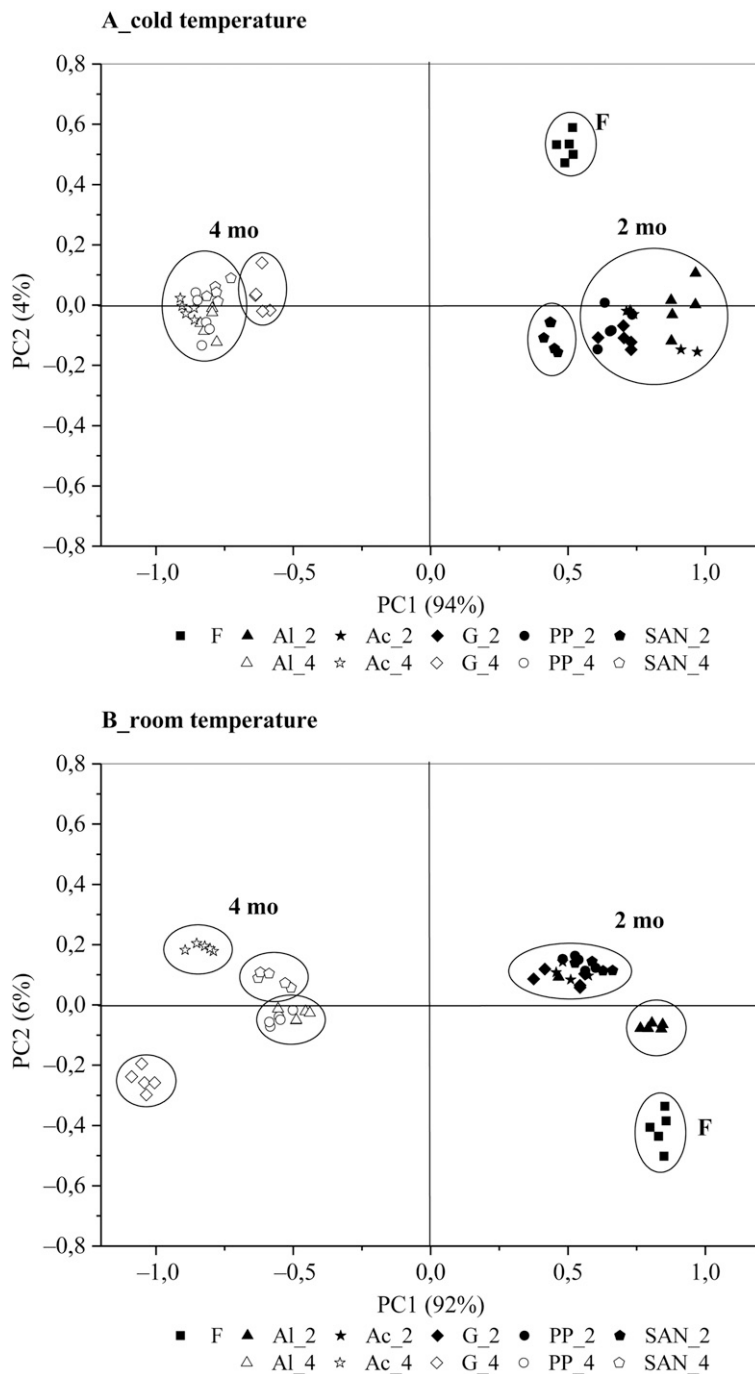 A_cold temperature
0,8
0,6
0,4
0,2
0,0
–0,2
–0,4
–0,6
–0,8
PC2 (4%)
F
4 mo
2 mo
–1,0 –0,5 0,0 0,5 1,0
PC1 (94%)
F Al_2 Ac_2 G_2 PP_2 SAN_2
Al_4 Ac_4 G_4 PP_4 SAN_4
B_room temperature
0,8
0,6
0,4
0,2
0,0
–0,2
–0,4
–0,6
–0,8
PC2 (6%)
4 mo
2 mo
F
–1,0 –0,5 0,0 0,5 1,0
PC1 (92%)
F Al_2 Ac_2 G_2 PP_2 SAN_2
Al_4 Ac_4 G_4 PP_4 SAN_4